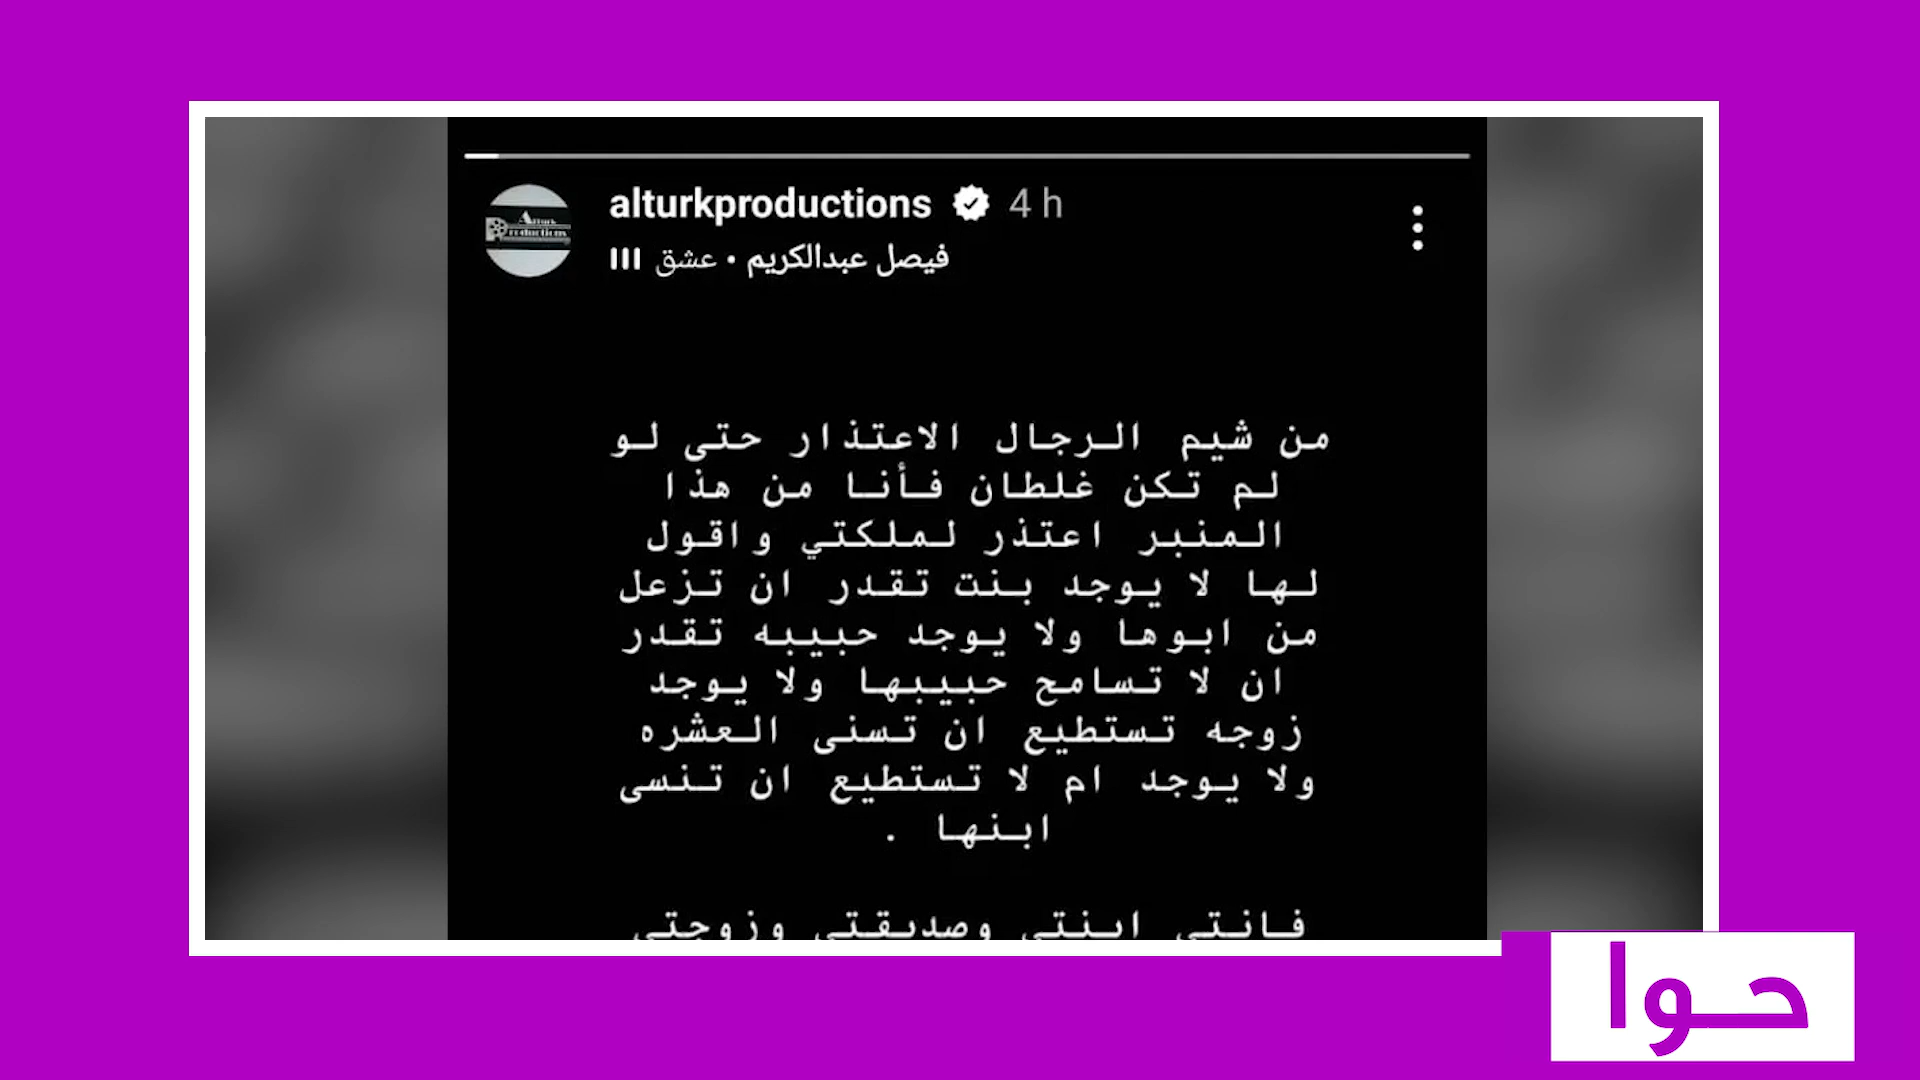 alturkproductions 4 h
فيصل عبدالكريم • عشق
Alturk
Productions
من شيم الرجال الاعتذار حتى لو
لم تكن غلطان فأنا من هذا
المنبر اعتذر لملكتي واقول
لها لا يوجد بنت تقدر ان تزعل
من ابوها ولا يوجد حبيبه تقدر
ان لا تسامح حبيبها ولا يوجد
زوجه تستطيع ان تسنى العشره
ولا يوجد ام لا تستطيع ان تنسى
ابنها .
فانتي ابنتي وصديقتي وزوجتي
حوا